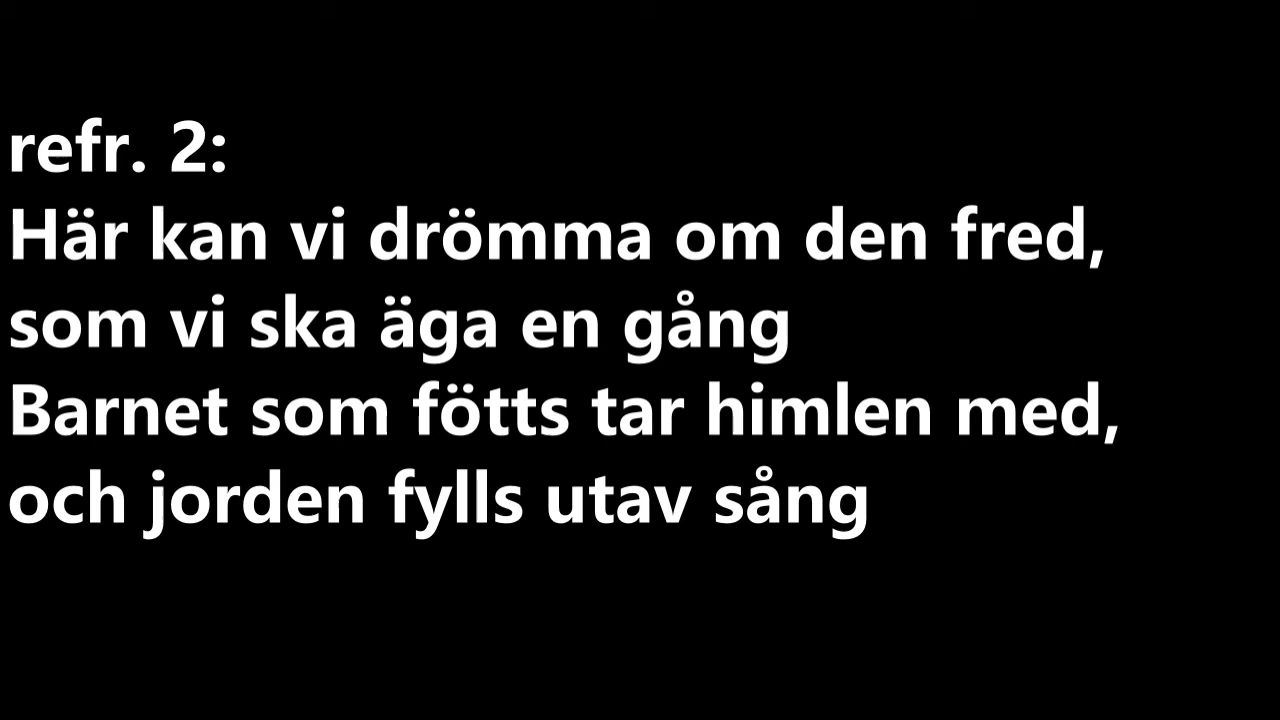 refr. 2:
Här kan vi drömma om den fred,
som vi ska äga en gång
Barnet som fötts tar himlen med,
och jorden fylls utav sång